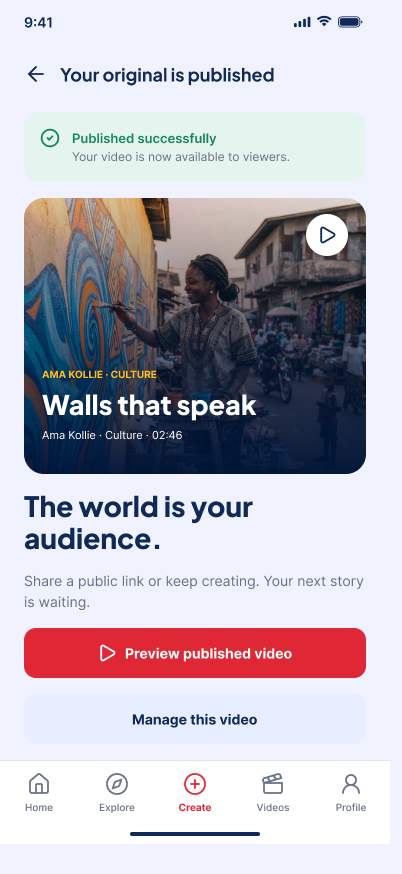 9:41
Your original is published
Published successfully
Your video is now available to viewers.
AMA KOLLIE · CULTURE
Walls that speak
Ama Kollie · Culture · 02:46
The world is your
audience.
Share a public link or keep creating. Your next story
is waiting.
Preview published video
Manage this video
Home
Explore
Create
Videos
Profile